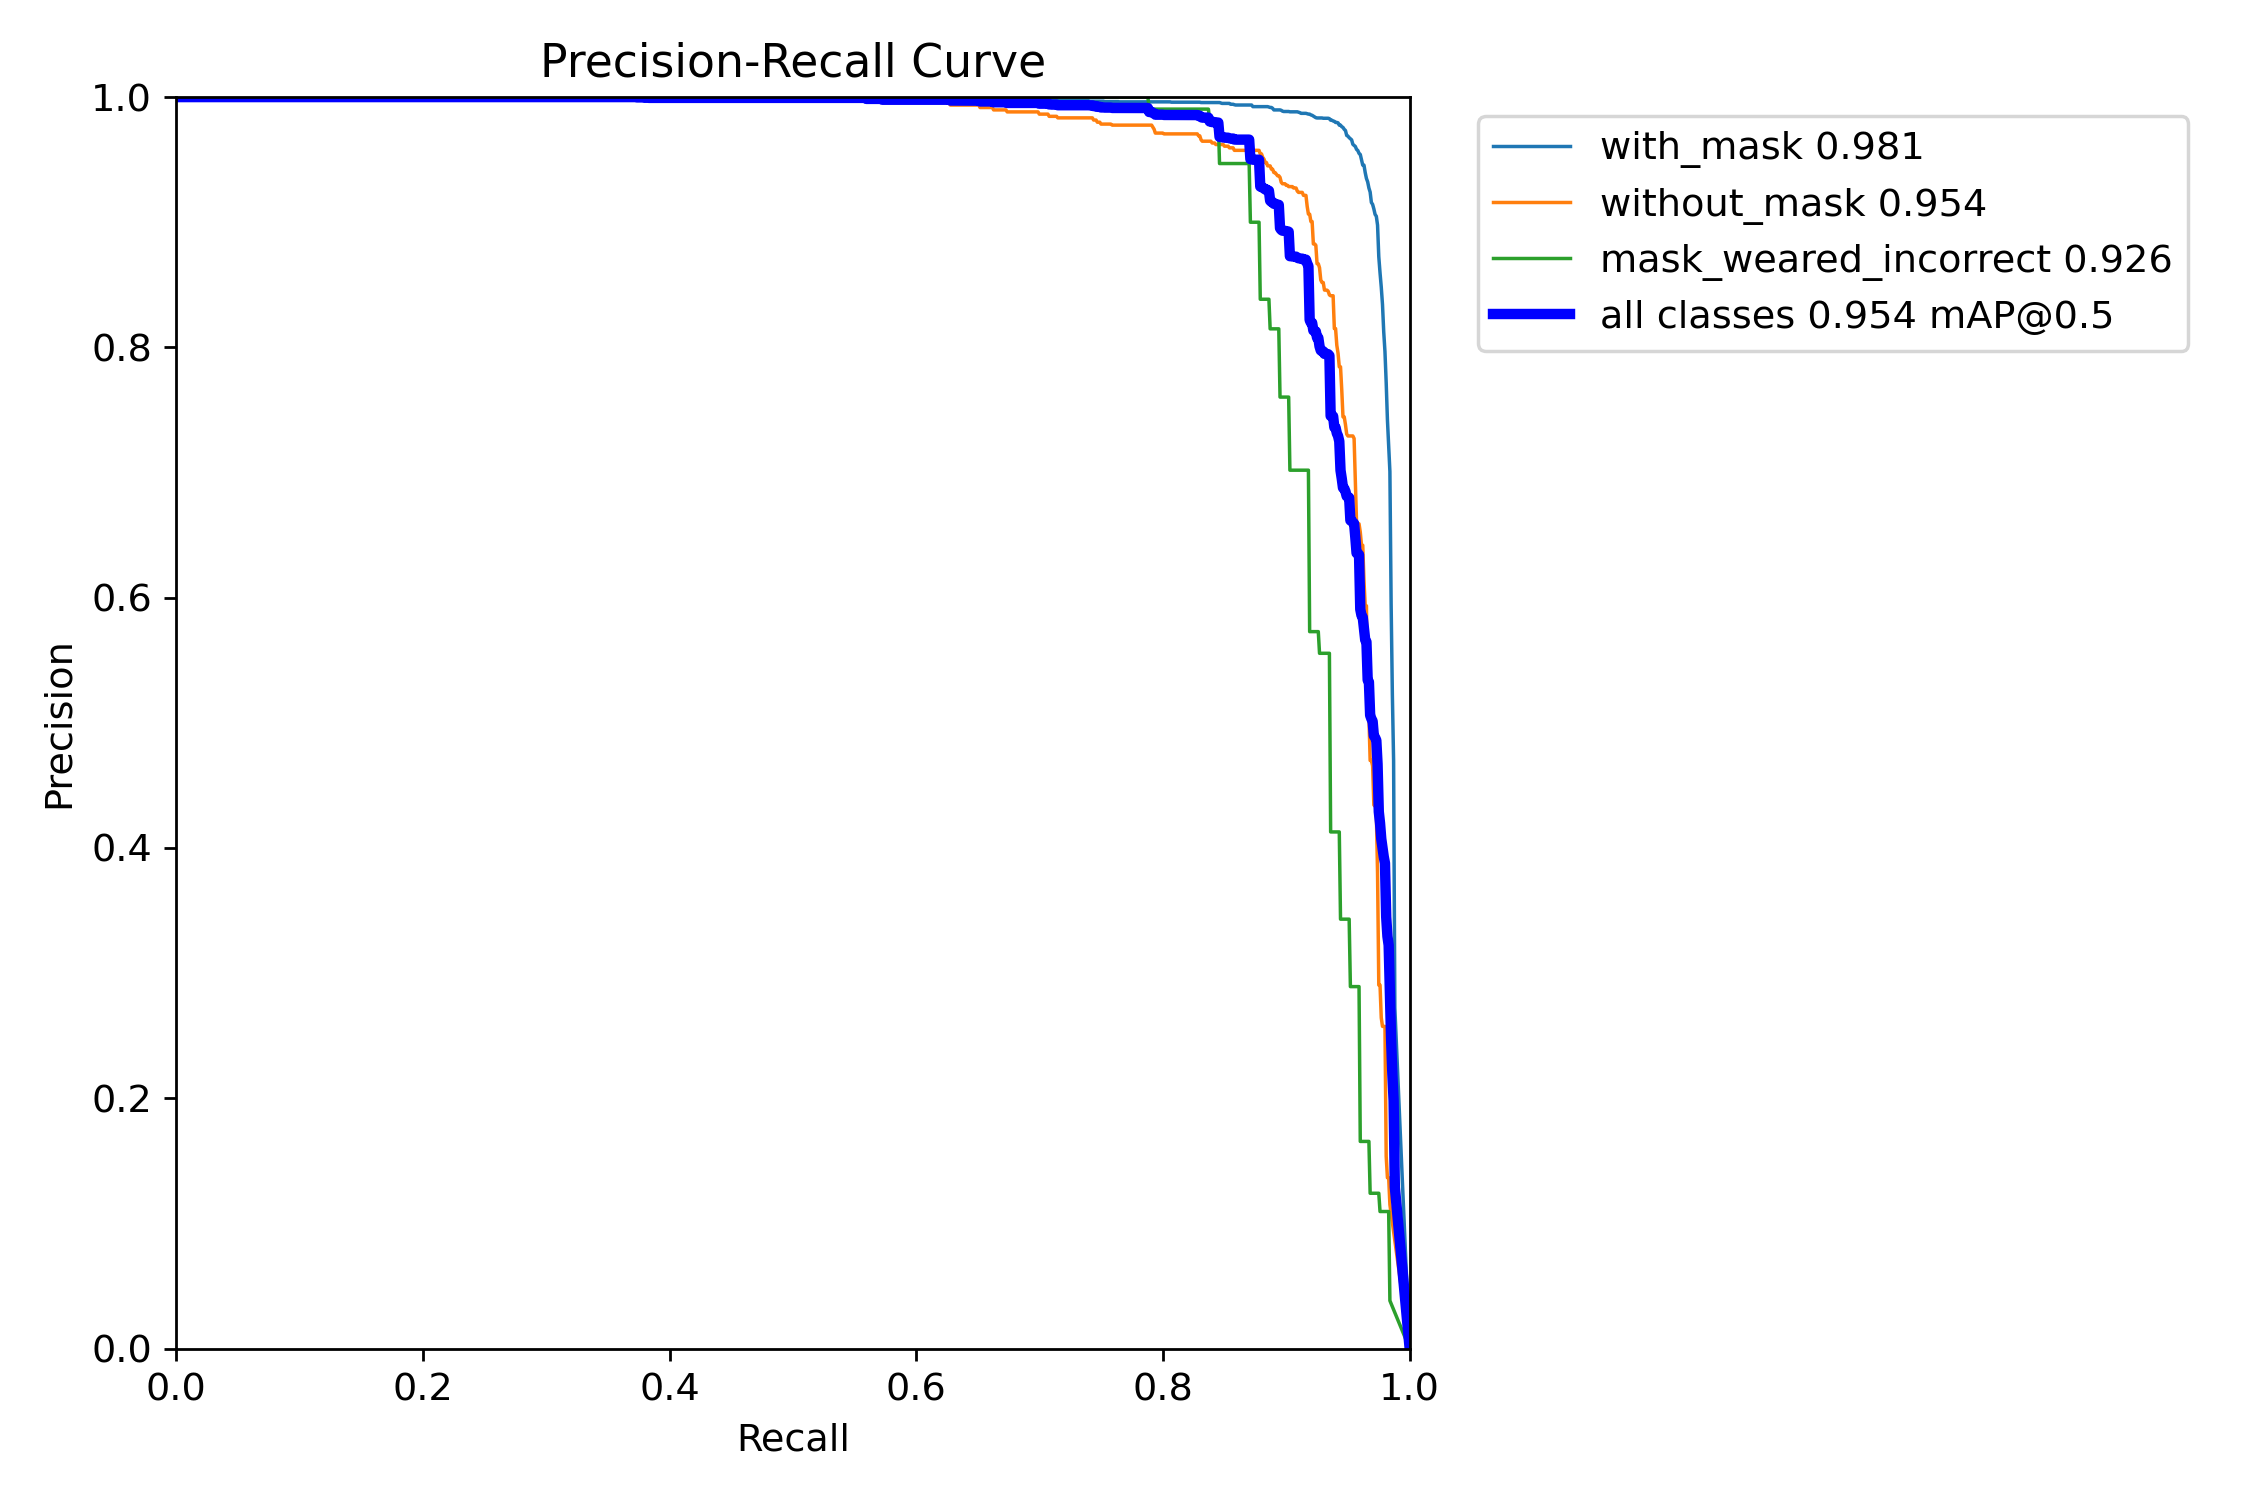 Precision-Recall Curve
1.0
0.8
0.6
0.4
0.2
0.0
Precision
0.0 0.2 0.4 0.6 0.8 1.0
Recall
with_mask 0.981
without_mask 0.954
mask_weared_incorrect 0.926
all classes 0.954 mAP@0.5